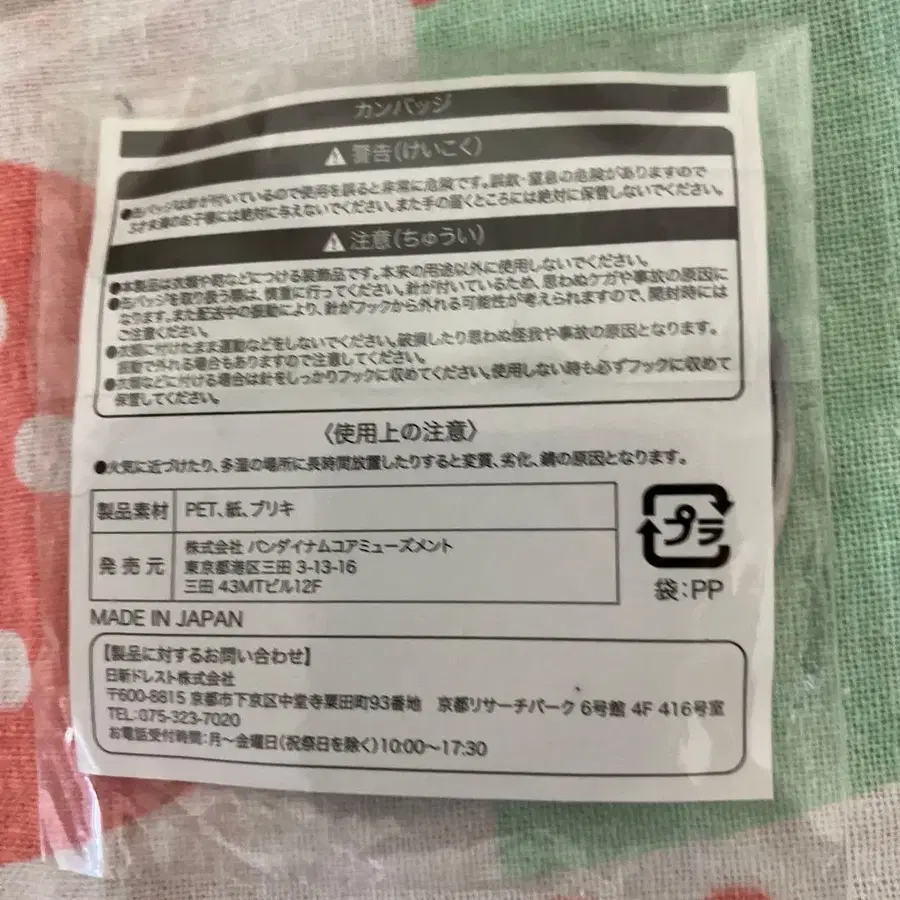 カンバッジ
警告(けいこく)
●缶バッジは針が付いているので使用を誤ると非常に危険です。誤飲・窒息の危険がありますので
3才未満のお子様には絶対に与えないでください。また手の届くところには絶対に保管しないでください。
注意(ちゅうい)
●本製品は衣類や鞄などにつける装飾品です。本来の用途以外に使用しないでください。
●缶バッジを取り扱う際は、慎重に行ってください。針が付いているため、思わぬケガや事故の原因に
なります。また配送中の振動により、針がフックから外れる可能性が考えられますので、開封時には
ご注意ください。
●衣類に付けたまま運動などをしないでください。破損したり思わぬ怪我や事故の原因となります。
振動で外れる場合もありますので注意してください。
●衣類などに付ける場合は針をしっかりフックに収めてください。使用しない時も必ずフックに収めて
保管してください。
〈使用上の注意〉
●火気に近づけたり、多湿の場所に長時間放置したりすると変質、劣化、錆の原因となります。
製品素材 PET、紙、ブリキ
発売元 株式会社 バンダイナムコアミューズメント
東京都港区三田 3-13-16
三田 43MTビル12F
プラ
袋:PP
MADE IN JAPAN
【製品に対するお問い合わせ】
日新ドレスト株式会社
〒600-8815 京都市下京区中堂寺粟田町93番地 京都リサーチパーク 6号館 4F 416号室
TEL:075-323-7020
お電話受付時間:月～金曜日(祝祭日を除く)10:00～17:30